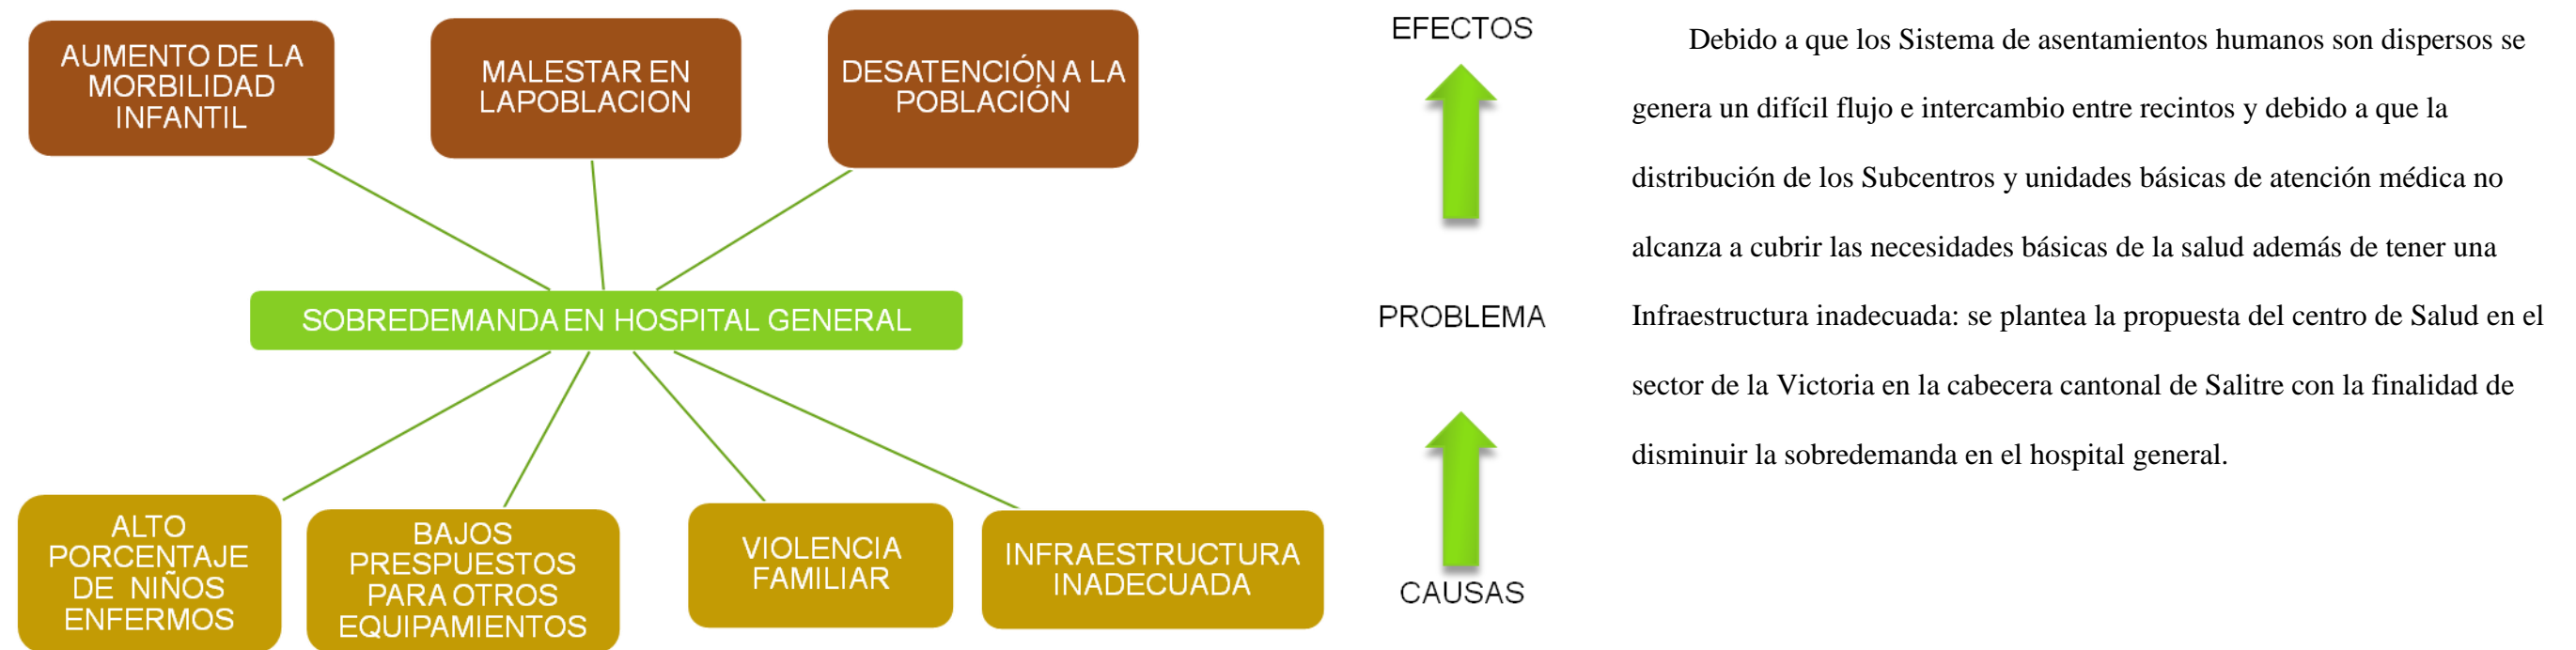 AUMENTO DE LA
MORBILIDAD
INFANTIL
MALESTAR EN
LAPOBLACION
DESATENCIÓN A LA
POBLACIÓN
SOBREDEMANDA EN HOSPITAL GENERAL
ALTO
PORCENTAJE
DE NIÑOS
ENFERMOS
BAJOS
PRESPUESTOS
PARA OTROS
EQUIPAMIENTOS
VIOLENCIA
FAMILIAR
INFRAESTRUCTURA
INADECUADA
EFECTOS
PROBLEMA
CAUSAS
Debido a que los Sistema de asentamientos humanos son dispersos se
genera un difícil flujo e intercambio entre recintos y debido a que la
distribución de los Subcentros y unidades básicas de atención médica no
alcanza a cubrir las necesidades básicas de la salud además de tener una
Infraestructura inadecuada: se plantea la propuesta del centro de Salud en el
sector de la Victoria en la cabecera cantonal de Salitre con la finalidad de
disminuir la sobredemanda en el hospital general.